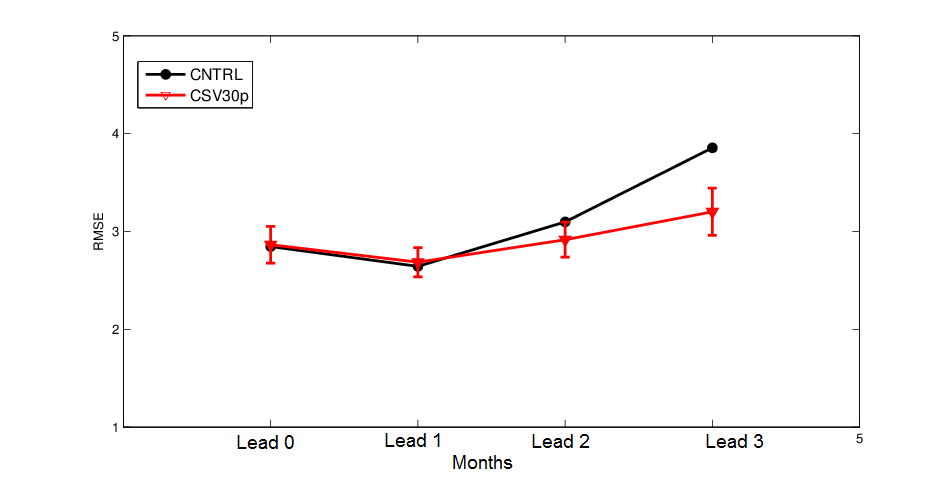 5
CNTRL
CSV30p
4
3
RMSE
2
1
Lead 0 Lead 1 Lead 2 Lead 3 5
Months